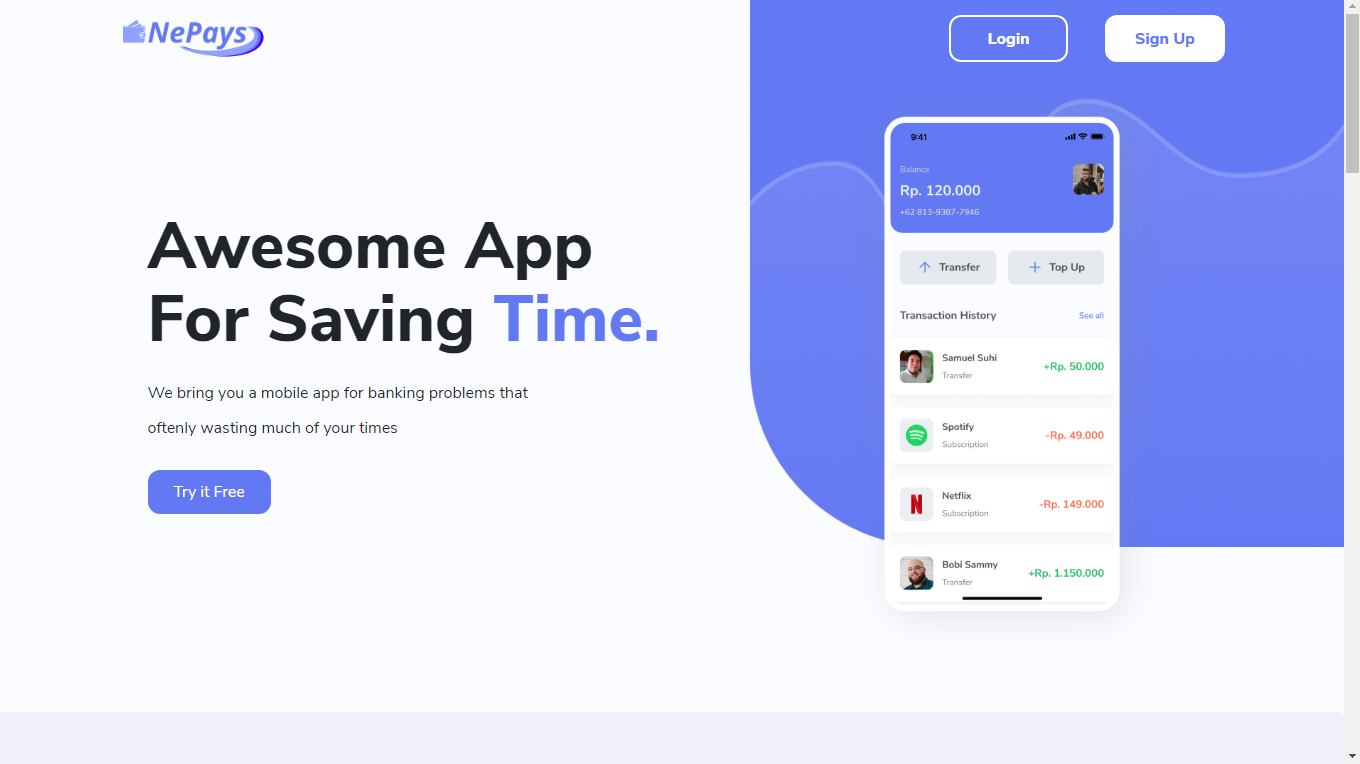 NePays
Login
Sign Up
9:41
Balance
Rp. 120.000
+62 813-9387-7946
Transfer
Top Up
Transaction History
See all
Samuel Suhi
Transfer
+Rp. 50.000
Spotify
Subscription
-Rp. 49.000
Netflix
Subscription
-Rp. 149.000
Bobi Sammy
Transfer
+Rp. 1.150.000
Awesome App
For Saving Time.
We bring you a mobile app for banking problems that
oftenly wasting much of your times
Try it Free